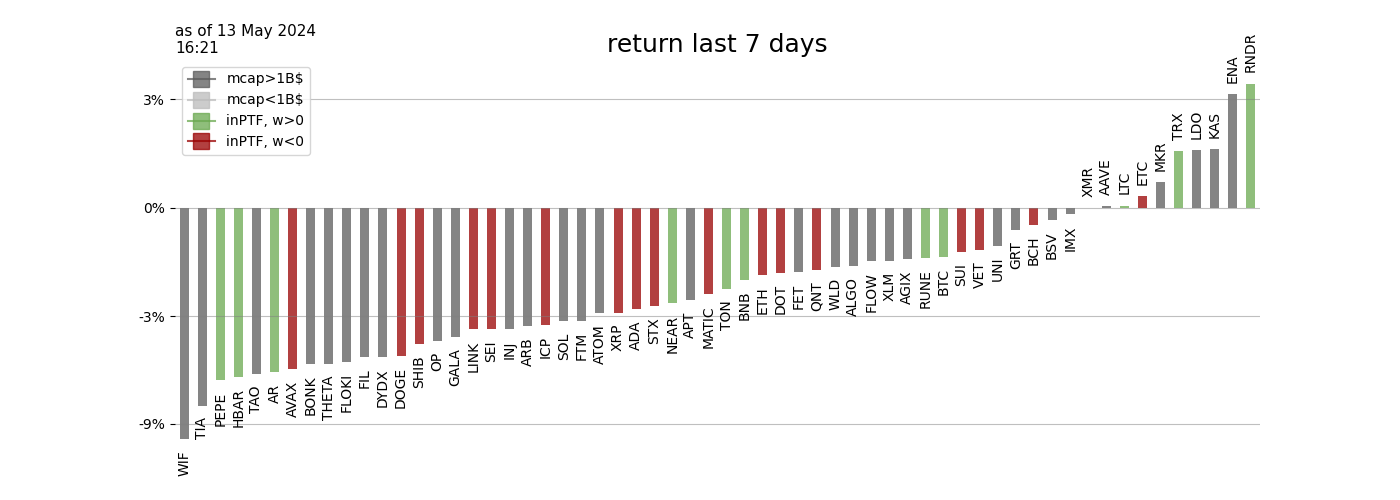 as of 13 May 2024
16:21
return last 7 days
mcap>1B$
mcap<1B$
inPTF, w>0
inPTF, w<0
3%
0%
-3%
-9%
WIF
TIA
PEPE
HBAR
TAO
AR
AVAX
BONK
THETA
FLOKI
FIL
DYDX
DOGE
SHIB
OP
GALA
LINK
SEI
INJ
ARB
ICP
SOL
FTM
ATOM
XRP
ADA
STX
NEAR
APT
MATIC
TON
BNB
ETH
DOT
FET
QNT
WLD
ALGO
FLOW
XLM
AGIX
RUNE
BTC
SUI
VET
UNI
GRT
BCH
BSV
IMX
XMR
AAVE
LTC
ETC
MKR
TRX
LDO
KAS
ENA
RNDR